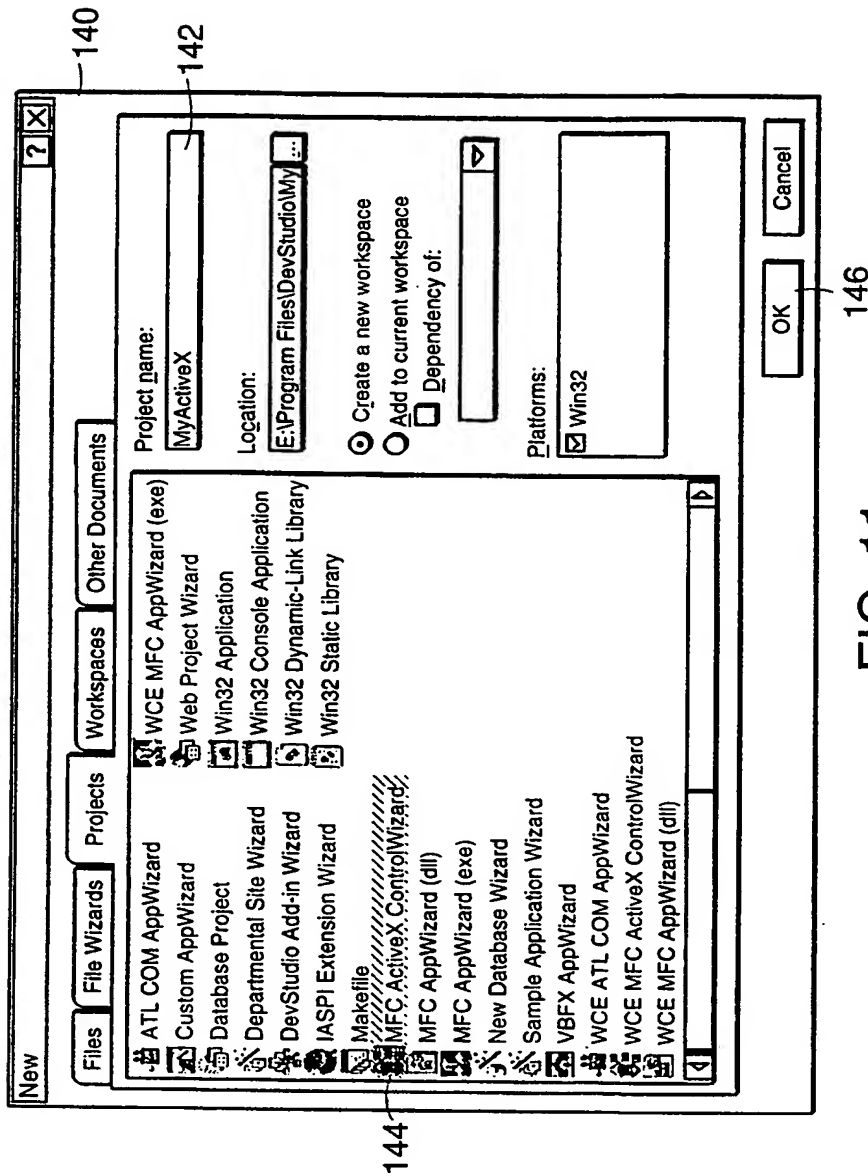 140
New
? X
142
Files
File Wizards
Projects
Workspaces
Other Documents
ATL COM AppWizard
Custom AppWizard
Database Project
Departmental Site Wizard
DevStudio Add-in Wizard
IASPI Extension Wizard
Makefile
144
MFC ActiveX ControlWizard
MFC AppWizard (dll)
MFC AppWizard (exe)
New Database Wizard
Sample Application Wizard
VBFX AppWizard
WCE ATL COM AppWizard
WCE MFC ActiveX ControlWizard
WCE MFC AppWizard (dll)
WCE MFC AppWizard (exe)
Web Project Wizard
Win32 Application
Win32 Console Application
Win32 Dynamic-Link Library
Win32 Static Library
Project name:
MyActiveX
Location:
E:\Program Files\DevStudio\My ...
Create a new workspace
Add to current workspace
Dependency of:
Platforms:
Win32
OK
Cancel
146
FIG. 11